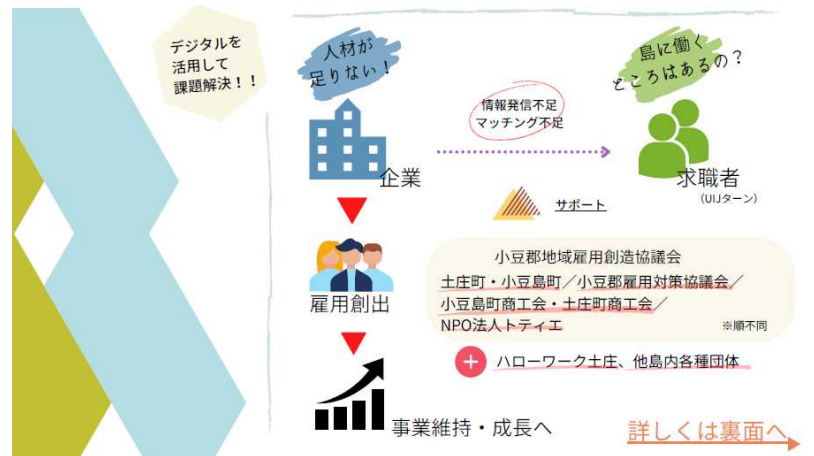 デジタルを
活用して
課題解決！！
人材が
足りない！
島に働く
ところはあるの？
情報発信不足
マッチング不足
企業
求職者
（UIJターン）
サポート
雇用創出
小豆郡地域雇用創造協議会
土庄町・小豆島町／小豆郡雇用対策協議会／
小豆島町商工会・土庄町商工会／
NPO法人トティエ
※順不同
+
ハローワーク土庄、他島内各種団体
事業維持・成長へ
詳しくは裏面へ